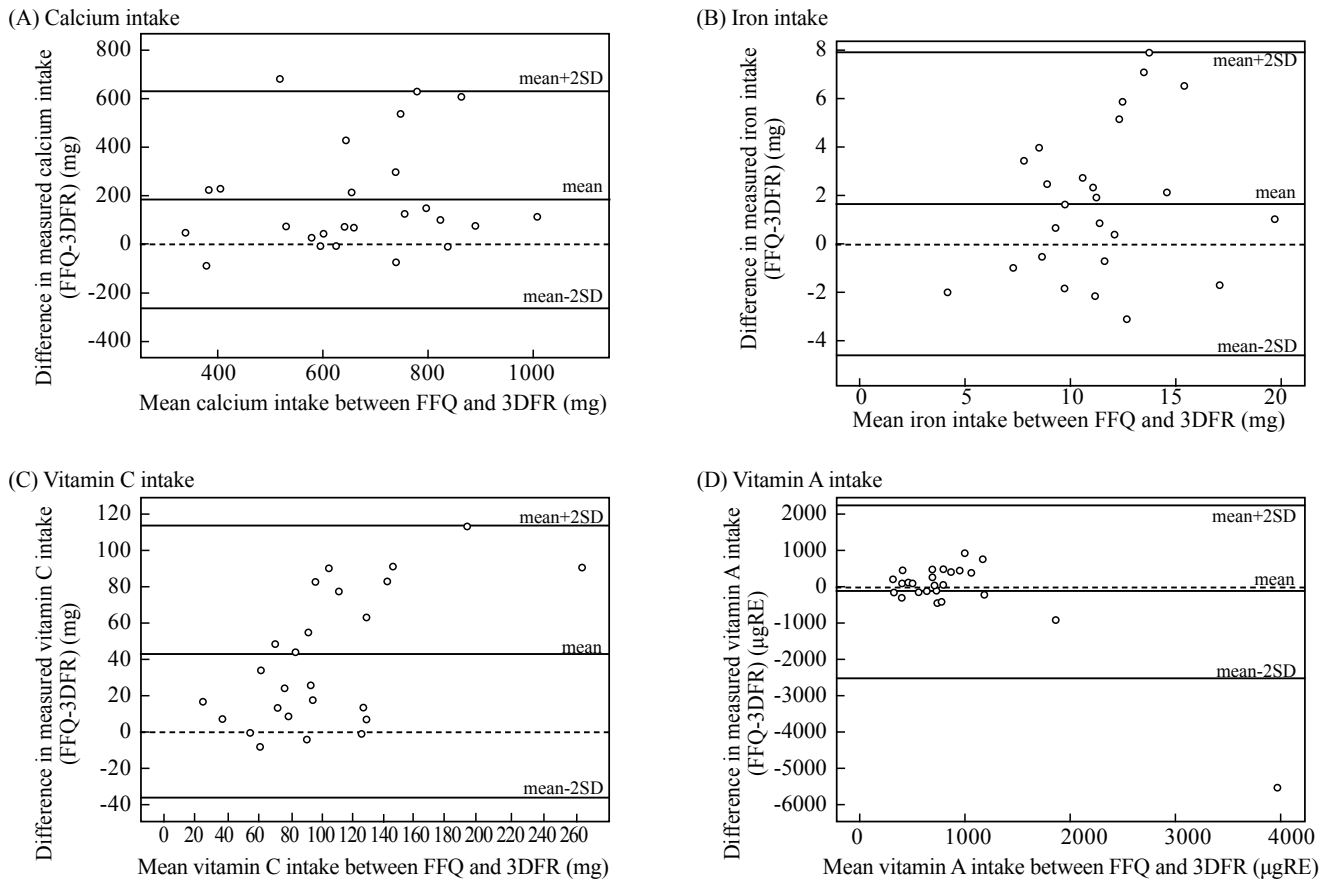 (A) Calcium intake
Difference in measured calcium intake
(FFQ-3DFR) (mg)
800
600
400
200
0
-200
-400
mean+2SD
mean
mean-2SD
400
600
800
1000
Mean calcium intake between FFQ and 3DFR (mg)
(B) Iron intake
Difference in measured iron intake
(FFQ-3DFR) (mg)
8
6
4
2
0
-2
-4
mean+2SD
mean
mean-2SD
0
5
10
15
20
Mean iron intake between FFQ and 3DFR (mg)
(C) Vitamin C intake
Difference in measured vitamin C intake
(FFQ-3DFR) (mg)
120
100
80
60
40
20
0
-20
-40
mean+2SD
mean
mean-2SD
0
20
40
60
80
100
120
140
160
180
200
220
240
260
Mean vitamin C intake between FFQ and 3DFR (mg)
(D) Vitamin A intake
Difference in measured vitamin A intake
(FFQ-3DFR) (µgRE)
2000
1000
0
-1000
-2000
-3000
-4000
-5000
-6000
mean+2SD
mean
mean-2SD
0
1000
2000
3000
4000
Mean vitamin A intake between FFQ and 3DFR (µgRE)